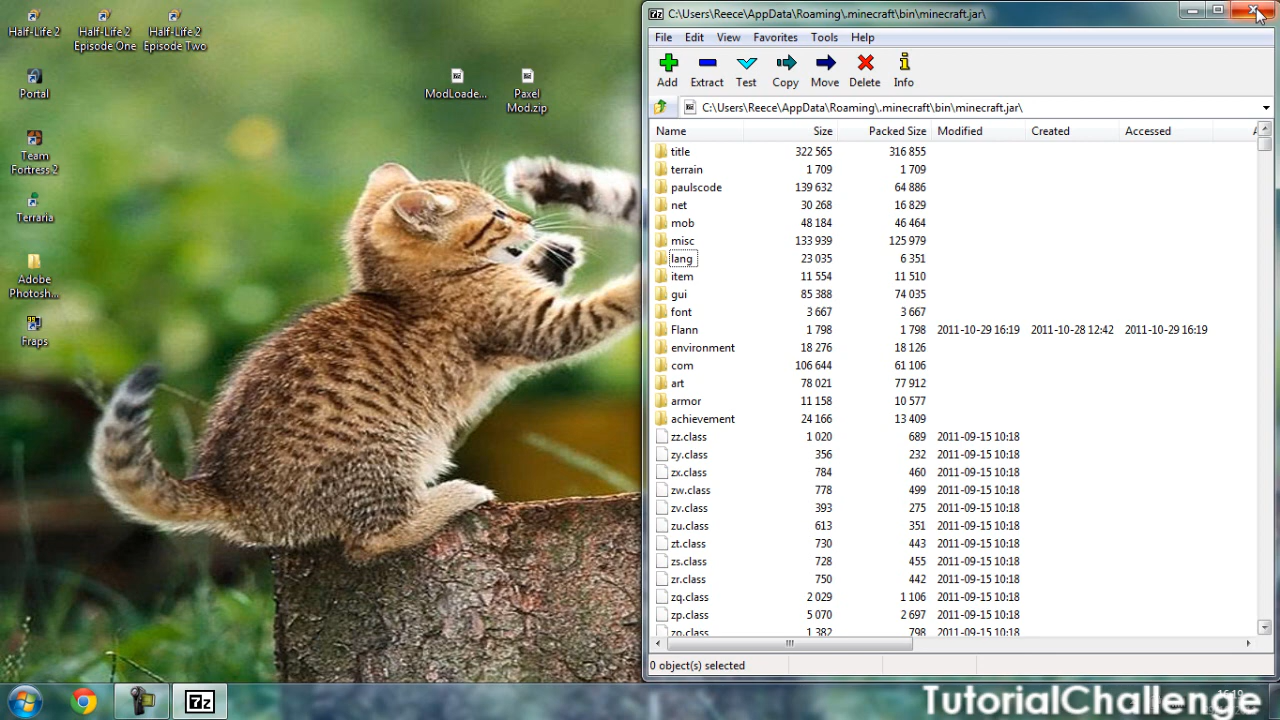 Half-Life 2
Half-Life 2
Episode One
Half-Life 2
Episode Two
Portal
Team
Fortress 2
Terraria
Adobe
Photosh...
Fraps
ModLoade...
Paxel
Mod.zip
C:\Users\Reece\AppData\Roaming\.minecraft\bin\minecraft.jar\
File Edit View Favorites Tools Help
Add Extract Test Copy Move Delete Info
C:\Users\Reece\AppData\Roaming\.minecraft\bin\minecraft.jar\
Name Size Packed Size Modified Created Accessed
title 322 565 316 855
terrain 1 709 1 709
paulscode 139 632 64 886
net 30 268 16 829
mob 48 184 46 464
misc 133 939 125 979
lang 23 035 6 351
item 11 554 11 510
gui 85 388 74 035
font 3 667 3 667
Flann 1 798 1 798 2011-10-29 16:19 2011-10-28 12:42 2011-10-29 16:19
environment 18 276 18 126
com 106 644 61 106
art 78 021 77 912
armor 11 158 10 577
achievement 24 166 13 409
zz.class 1 020 689 2011-09-15 10:18
zy.class 356 232 2011-09-15 10:18
zx.class 784 460 2011-09-15 10:18
zw.class 778 499 2011-09-15 10:18
zv.class 393 275 2011-09-15 10:18
zu.class 613 351 2011-09-15 10:18
zt.class 730 443 2011-09-15 10:18
zs.class 728 455 2011-09-15 10:18
zr.class 750 442 2011-09-15 10:18
zq.class 2 029 1 106 2011-09-15 10:18
zp.class 5 070 2 697 2011-09-15 10:18
zo.class 1 382 798 2011-09-15 10:18
0 object(s) selected
7z
TutorialChallenge